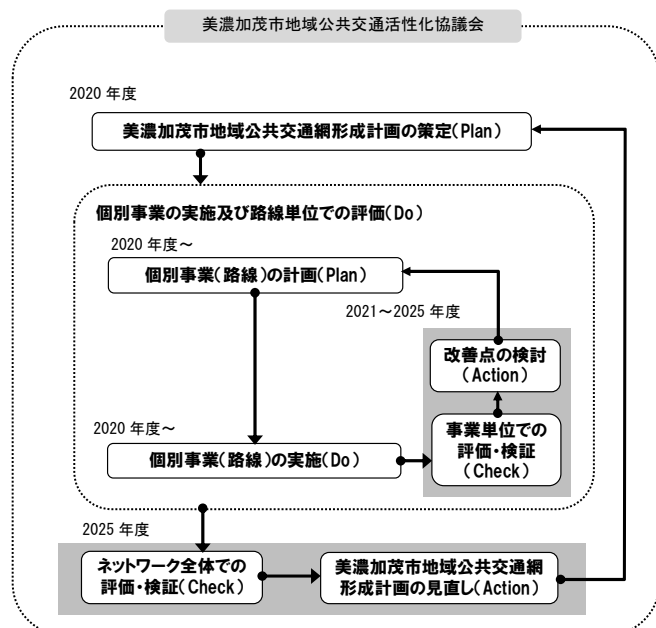 美濃加茂市地域公共交通活性化協議会
2020 年度
美濃加茂市地域公共交通網形成計画の策定(Plan)
個別事業の実施及び路線単位での評価(Do)
2020 年度～
個別事業(路線)の計画(Plan)
2021～2025 年度
改善点の検討
(Action)
2020 年度～
個別事業(路線)の実施(Do)
事業単位での
評価・検証
(Check)
2025 年度
ネットワーク全体での
評価・検証(Check)
美濃加茂市地域公共交通網
形成計画の見直し(Action)